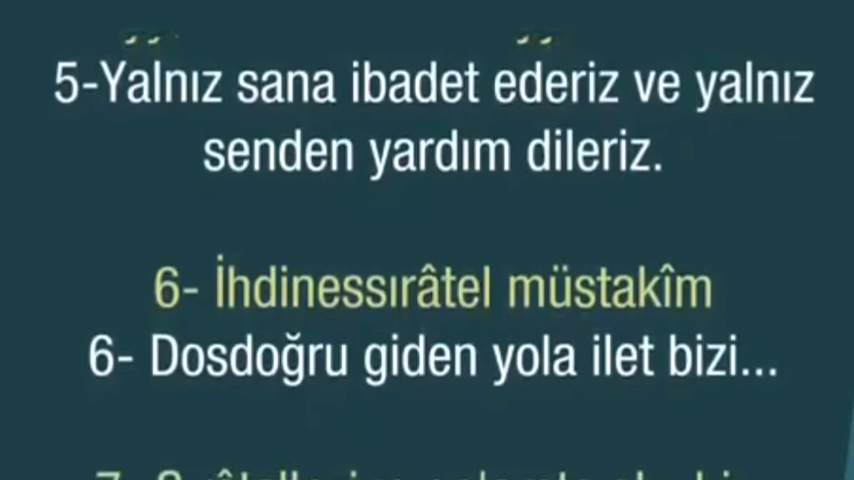 5-Yalnız sana ibadet ederiz ve yalnız
senden yardım dileriz.
6- İhdinessırâtel müstakîm
6- Dosdoğru giden yola ilet bizi...